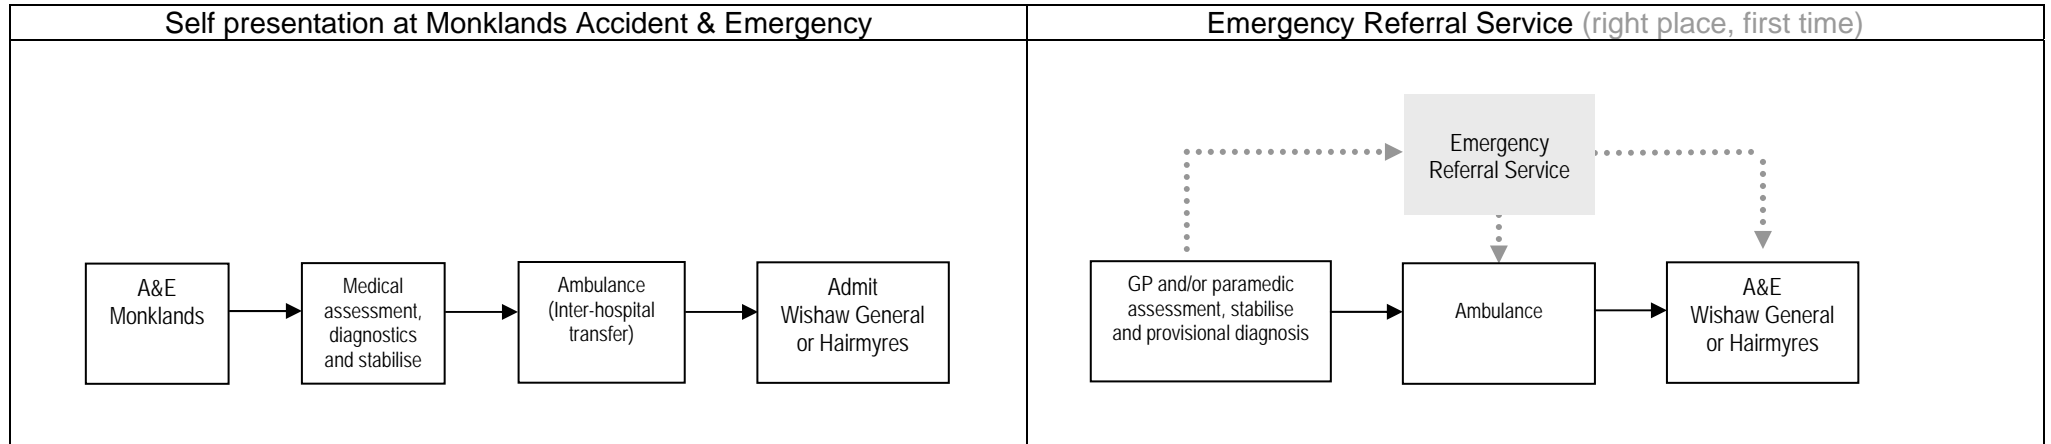 Self presentation at Monklands Accident & Emergency
Emergency Referral Service (right place, first time)
A&E
Monklands
Medical
assessment,
diagnostics
and stabilise
Ambulance
(Inter-hospital
transfer)
Admit
Wishaw General
or Hairmyres
Emergency
Referral Service
GP and/or paramedic
assessment, stabilise
and provisional diagnosis
Ambulance
A&E
Wishaw General
or Hairmyres